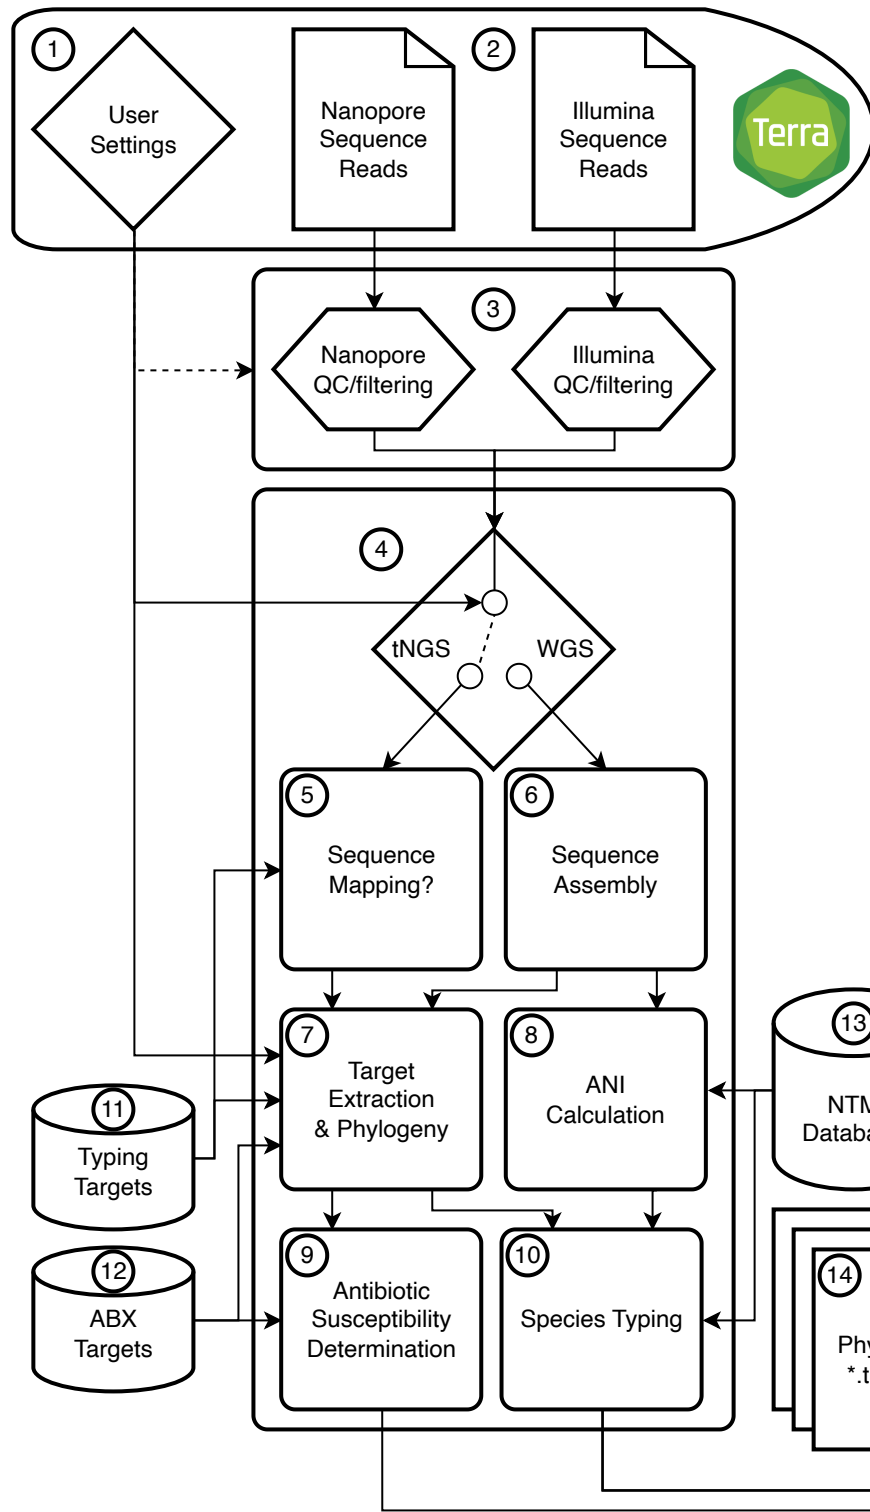 1
2
User
Settings
Nanopore
Sequence
Reads
Illumina
Sequence
Reads
Terra
3
Nanopore
QC/filtering
Illumina
QC/filtering
4
tNGS
WGS
5
Sequence
Mapping?
6
Sequence
Assembly
7
Target
Extraction
& Phylogeny
8
ANI
Calculation
13
11
Typing
Targets
9
Antibiotic
Susceptibility
Determination
10
Species Typing
12
ABX
Targets
14